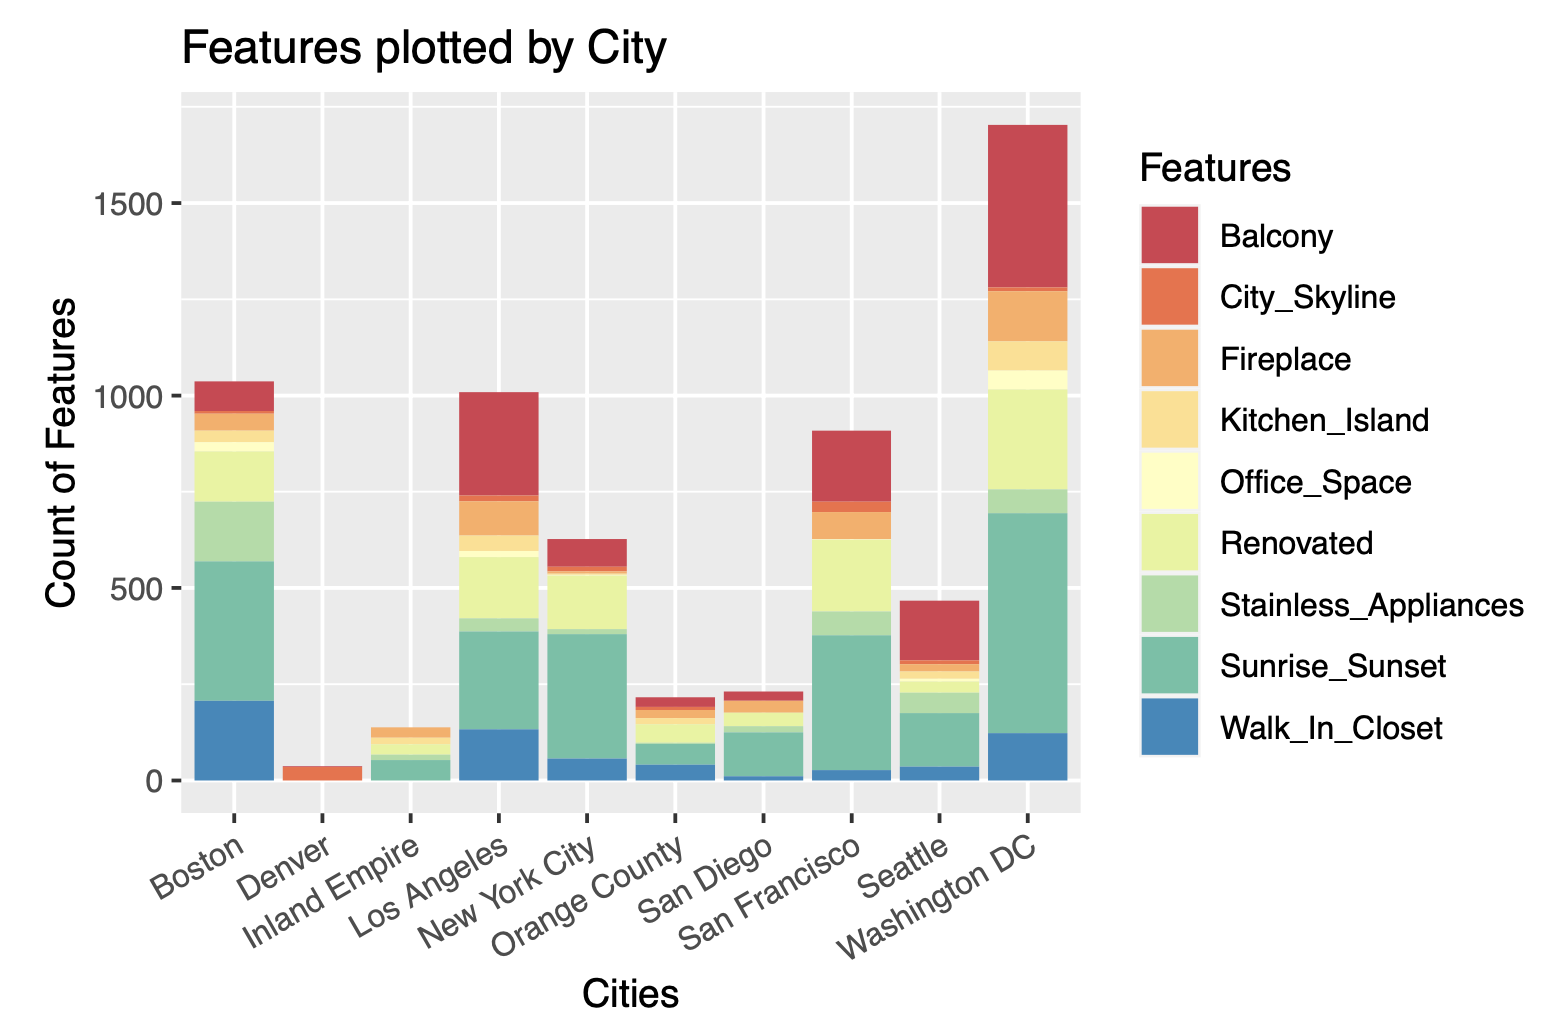 Features plotted by City
Count of Features
1500
1000
500
0
Boston
Denver
Inland Empire
Los Angeles
New York City
Orange County
San Diego
San Francisco
Seattle
Washington DC
Cities
Features
Balcony
City_Skyline
Fireplace
Kitchen_Island
Office_Space
Renovated
Stainless_Appliances
Sunrise_Sunset
Walk_In_Closet